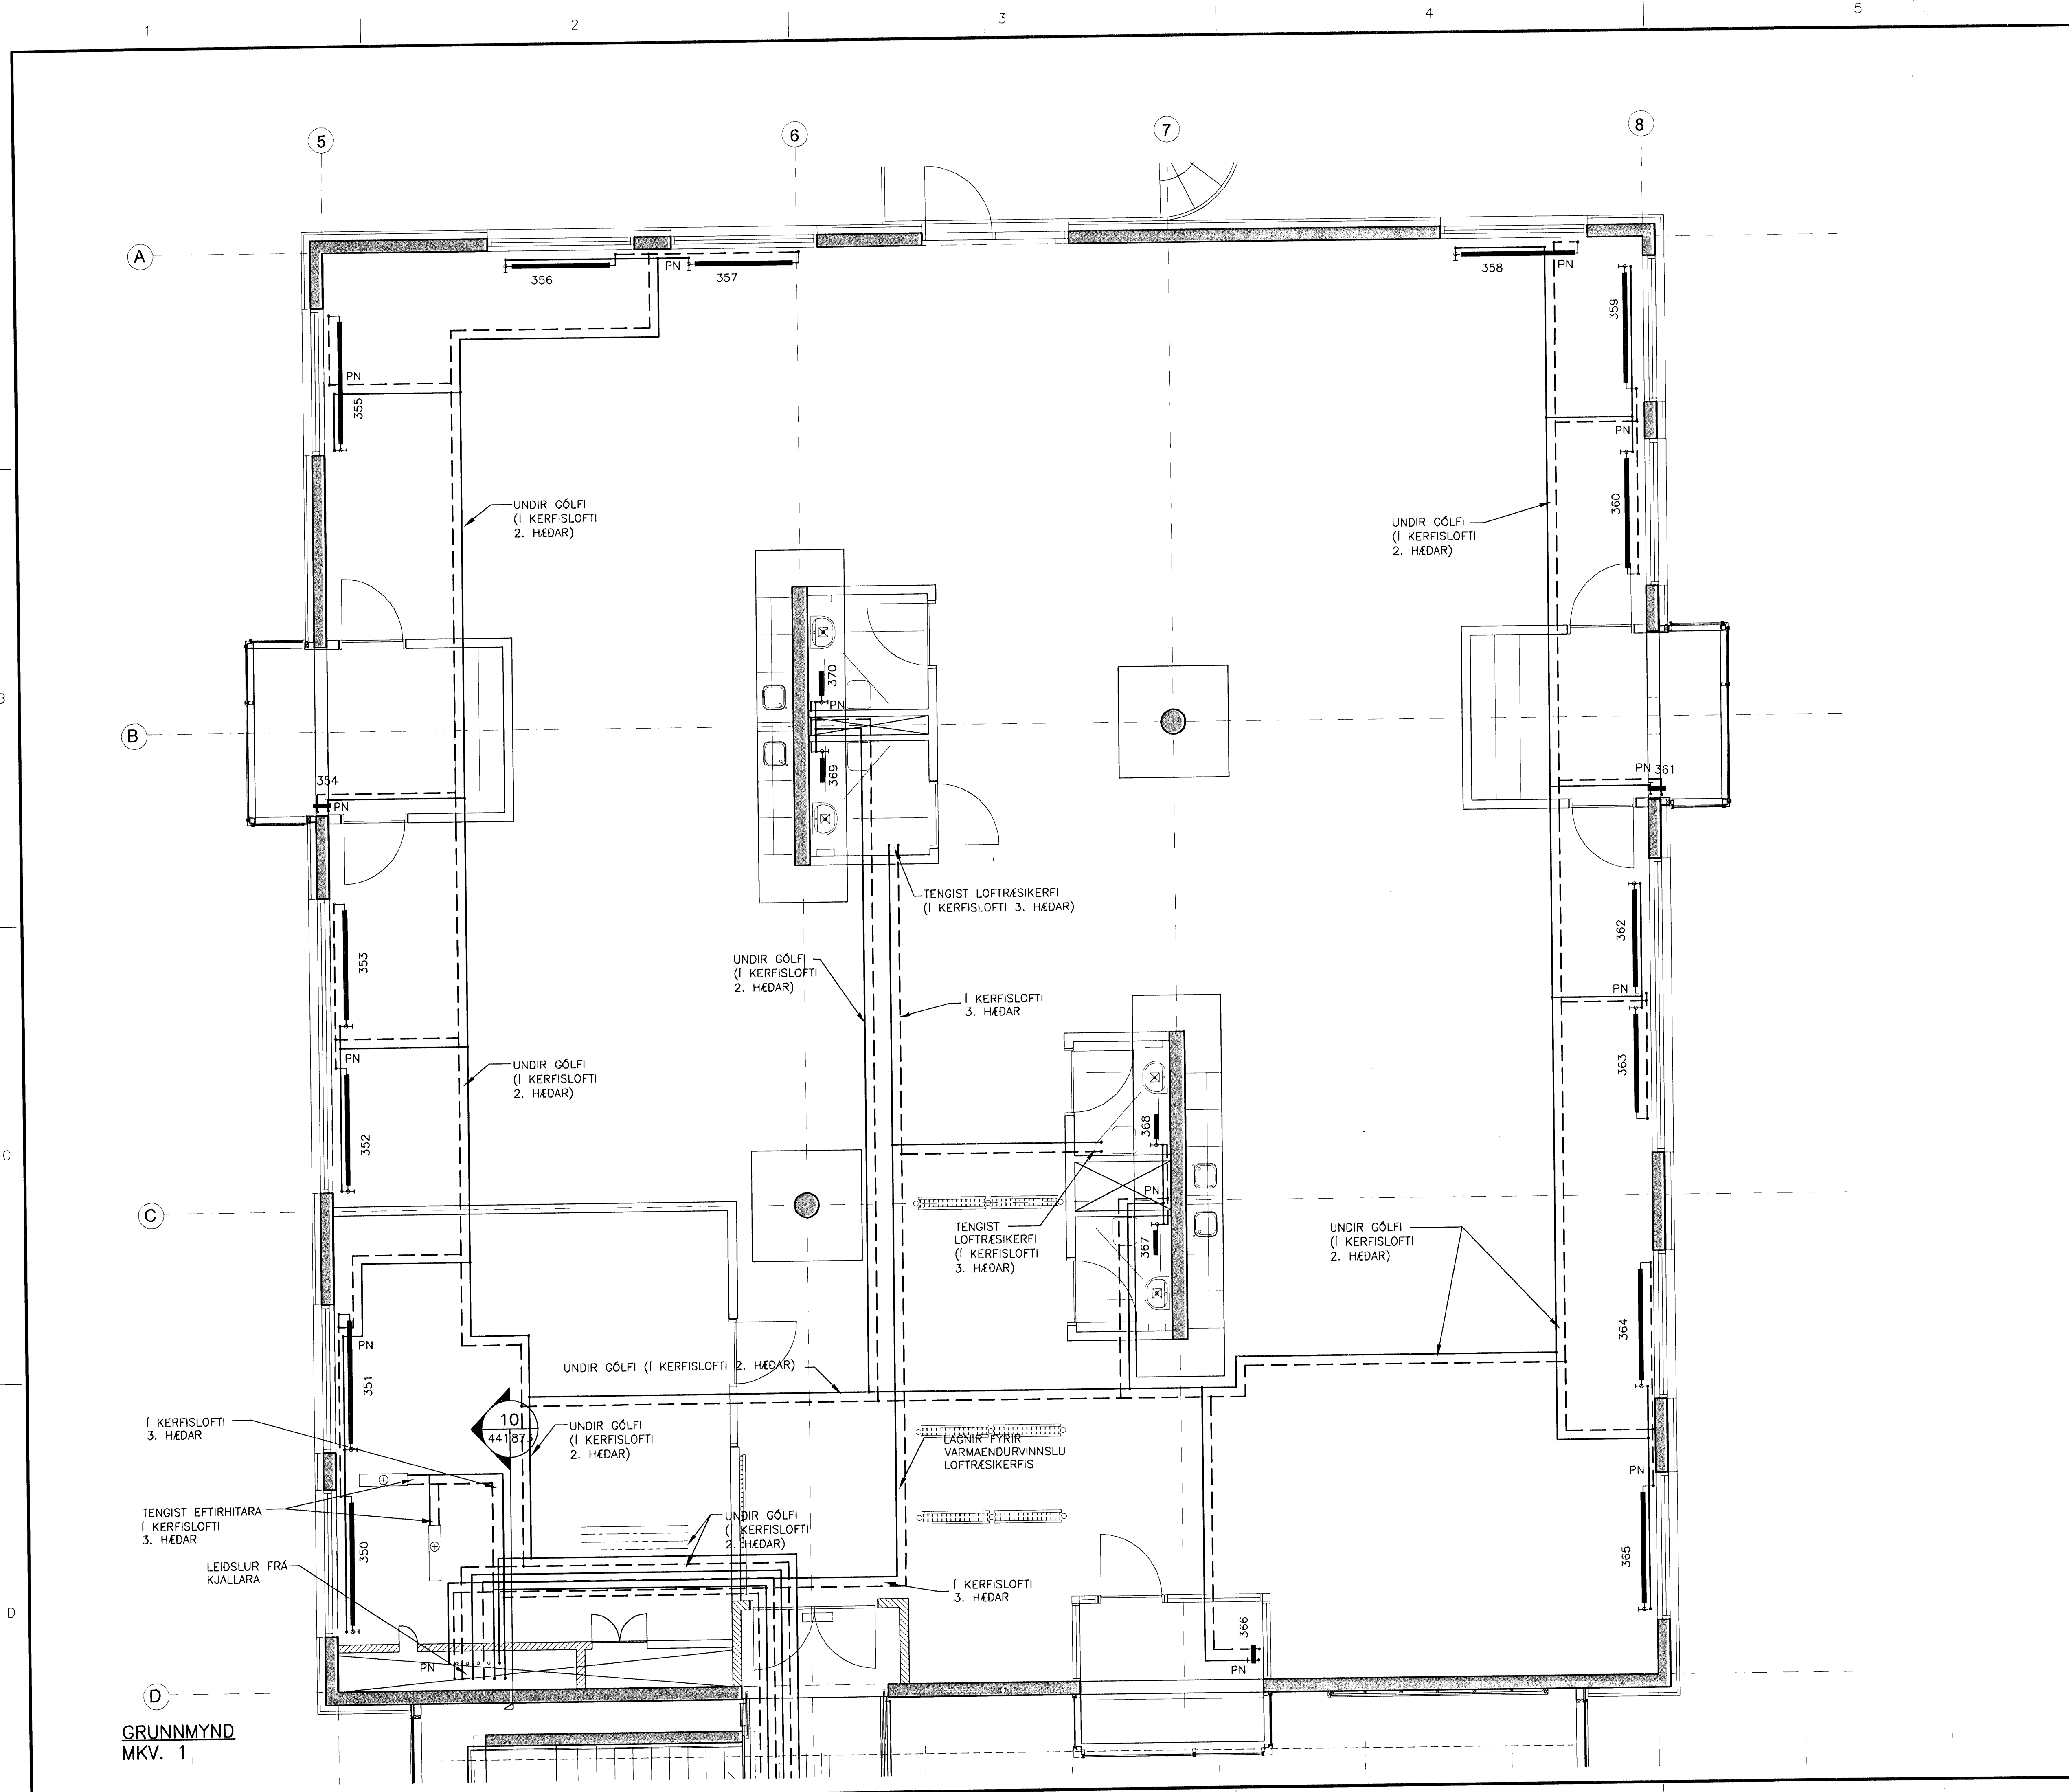 1
2
3
4
5
5
6
7
8
A
356
PN
357
358
PN
359
PN
355
PN
360
UNDIR GÓLFI
(Í KERFISLOFTI
2. HÆÐAR)
UNDIR GÓLFI
(Í KERFISLOFTI
2. HÆÐAR)
370
PN
B
B
369
354
PN
PN 361
TENGIST LOFTRÆSIKERFI
(Í KERFISLOFTI 3. HÆÐAR)
353
362
UNDIR GÓLFI
(Í KERFISLOFTI
2. HÆÐAR)
Í KERFISLOFTI
3. HÆÐAR
PN
PN
363
UNDIR GÓLFI
(Í KERFISLOFTI
2. HÆÐAR)
352
368
C
C
PN
TENGIST
LOFTRÆSIKERFI
(Í KERFISLOFTI
3. HÆÐAR)
367
UNDIR GÓLFI
(Í KERFISLOFTI
2. HÆÐAR)
364
PN
351
UNDIR GÓLFI (Í KERFISLOFTI 2. HÆÐAR)
Í KERFISLOFTI
3. HÆÐAR
10
441873
UNDIR GÓLFI
(Í KERFISLOFTI
2. HÆÐAR)
LAGNIR FYRIR
VARMAENDURVINNSLU
LOFTRÆSIKERFIS
PN
TENGIST EFTIRHITARA
Í KERFISLOFTI
3. HÆÐAR
350
UNDIR GÓLFI
(Í KERFISLOFTI
2. HÆÐAR)
365
LEIÐSLUR FRÁ
KJALLARA
Í KERFISLOFTI
3. HÆÐAR
D
366
PN
PN
D
GRUNNMYND
MKV. 1